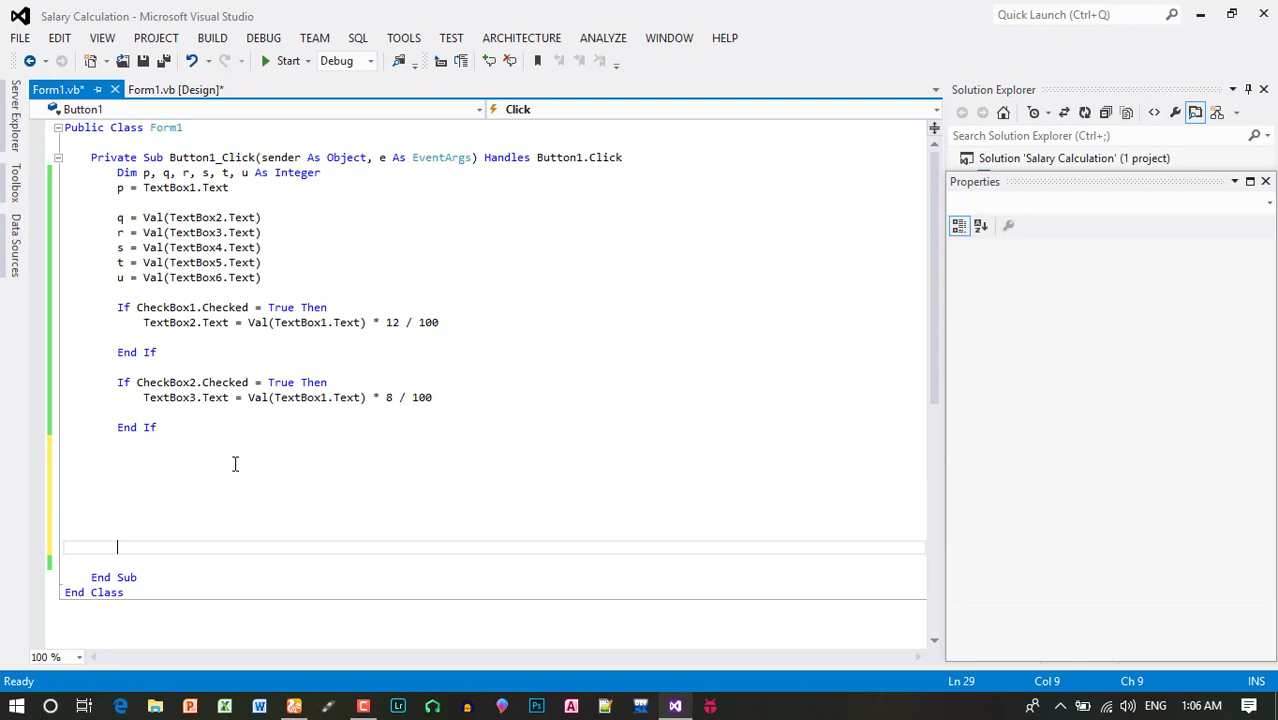 Salary Calculation - Microsoft Visual Studio
Quick Launch (Ctrl+Q)
FILE EDIT VIEW PROJECT BUILD DEBUG TEAM SQL TOOLS TEST ARCHITECTURE ANALYZE WINDOW HELP
Start Debug
Server Explorer
Toolbox
Data Sources
Form1.vb* Form1.vb [Design]*
Button1 Click
Public Class Form1
Private Sub Button1_Click(sender As Object, e As EventArgs) Handles Button1.Click
Dim p, q, r, s, t, u As Integer
p = TextBox1.Text
q = Val(TextBox2.Text)
r = Val(TextBox3.Text)
s = Val(TextBox4.Text)
t = Val(TextBox5.Text)
u = Val(TextBox6.Text)
If CheckBox1.Checked = True Then
TextBox2.Text = Val(TextBox1.Text) * 12 / 100
End If
If CheckBox2.Checked = True Then
TextBox3.Text = Val(TextBox1.Text) * 8 / 100
End If
End Sub
End Class
100 %
Solution Explorer
Search Solution Explorer (Ctrl+;)
Solution 'Salary Calculation' (1 project)
Properties
Ready Ln 29 Col 9 Ch 9 INS
ENG 1:06 AM